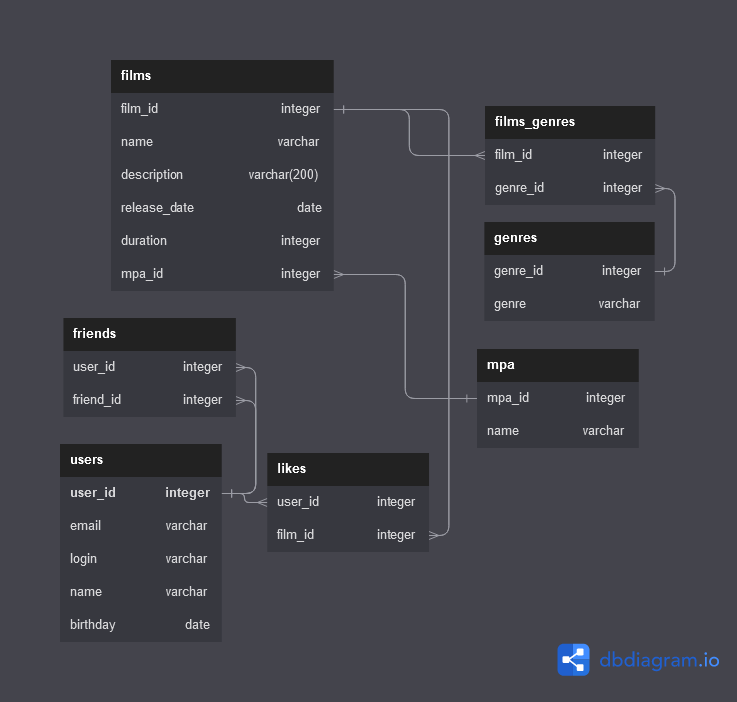 films
film_id integer
name varchar
description varchar(200)
release_date date
duration integer
mpa_id integer
films_genres
film_id integer
genre_id integer
genres
genre_id integer
genre varchar
friends
user_id integer
friend_id integer
mpa
mpa_id integer
name varchar
users
user_id integer
email varchar
login varchar
name varchar
birthday date
likes
user_id integer
film_id integer
dbdiagram.io